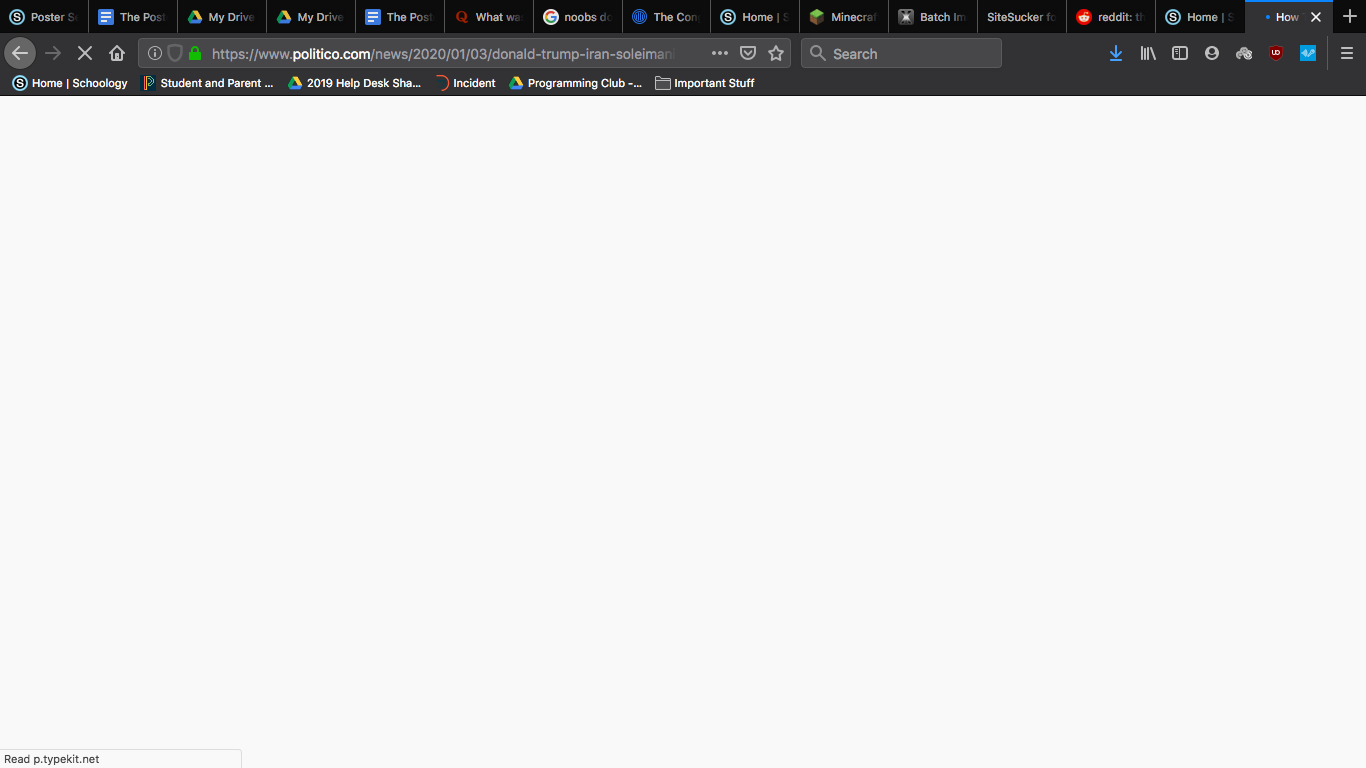 Poster S The Post My Drive My Drive The Post What wa noobs do The Con Home | S Minecraf Batch Im SiteSucker fo reddit: th Home | S How
https://www.politico.com/news/2020/01/03/donald-trump-iran-soleimani Search
Home | Schoology Student and Parent ... 2019 Help Desk Sha... Incident Programming Club -... Important Stuff
Read p.typekit.net